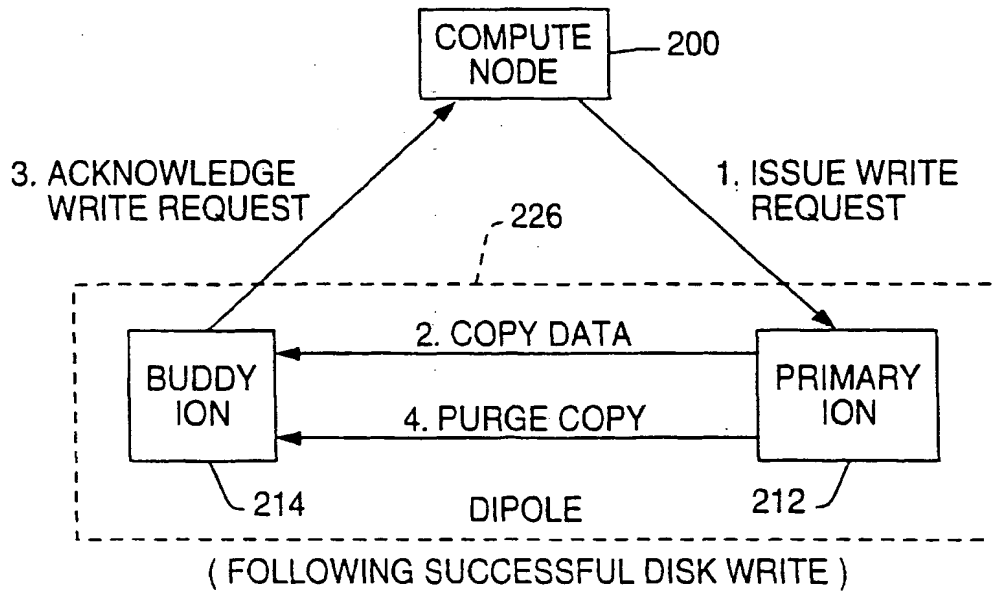 COMPUTE
NODE
200
3. ACKNOWLEDGE
WRITE REQUEST
1. ISSUE WRITE
REQUEST
226
2. COPY DATA
BUDDY
ION
PRIMARY
ION
4. PURGE COPY
214
DIPOLE
212
( FOLLOWING SUCCESSFUL DISK WRITE )